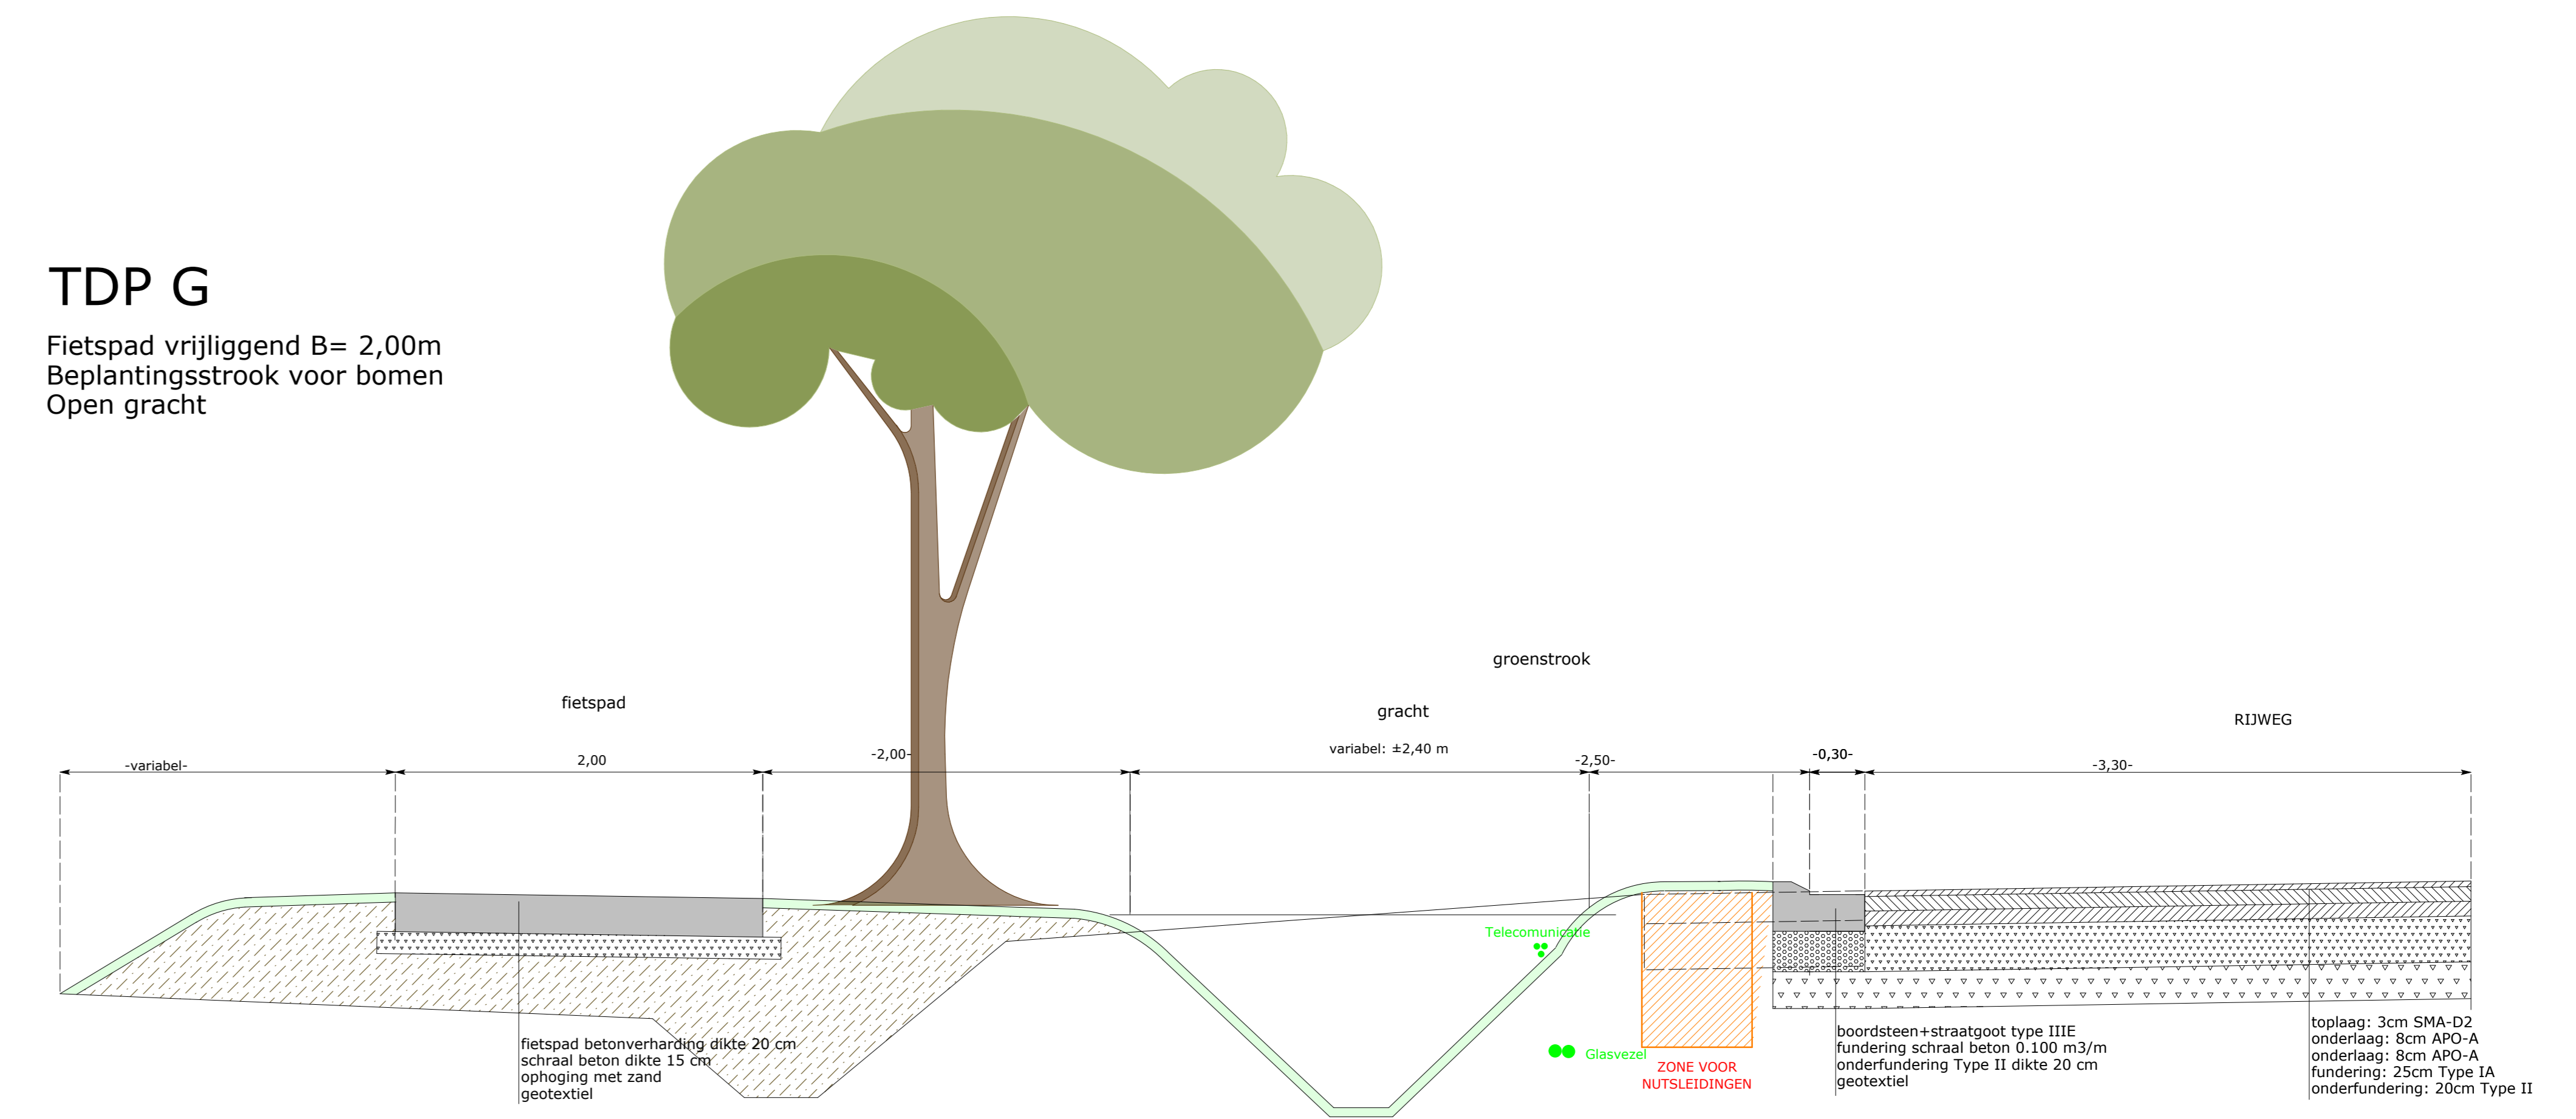 TDP G
Fietspad vrijliggend B= 2,00m
Beplantingsstrook voor bomen
Open gracht
groenstrook
fietspad
gracht
RIJWEG
variabel: ±2,40 m
-variabel-
2,00
-2,00-
-2,50-
-0,30-
-3,30-
Telecomunicatie
Glasvezel
ZONE VOOR
NUTSLEIDINGEN
fietspad betonverharding dikte 20 cm
schraal beton dikte 15 cm
ophoging met zand
geotextiel
boordsteen+straatgoot type IIIE
fundering schraal beton 0.100 m3/m
onderfundering Type II dikte 20 cm
geotextiel
toplaag: 3cm SMA-D2
onderlaag: 8cm APO-A
onderlaag: 8cm APO-A
fundering: 25cm Type IA
onderfundering: 20cm Type II